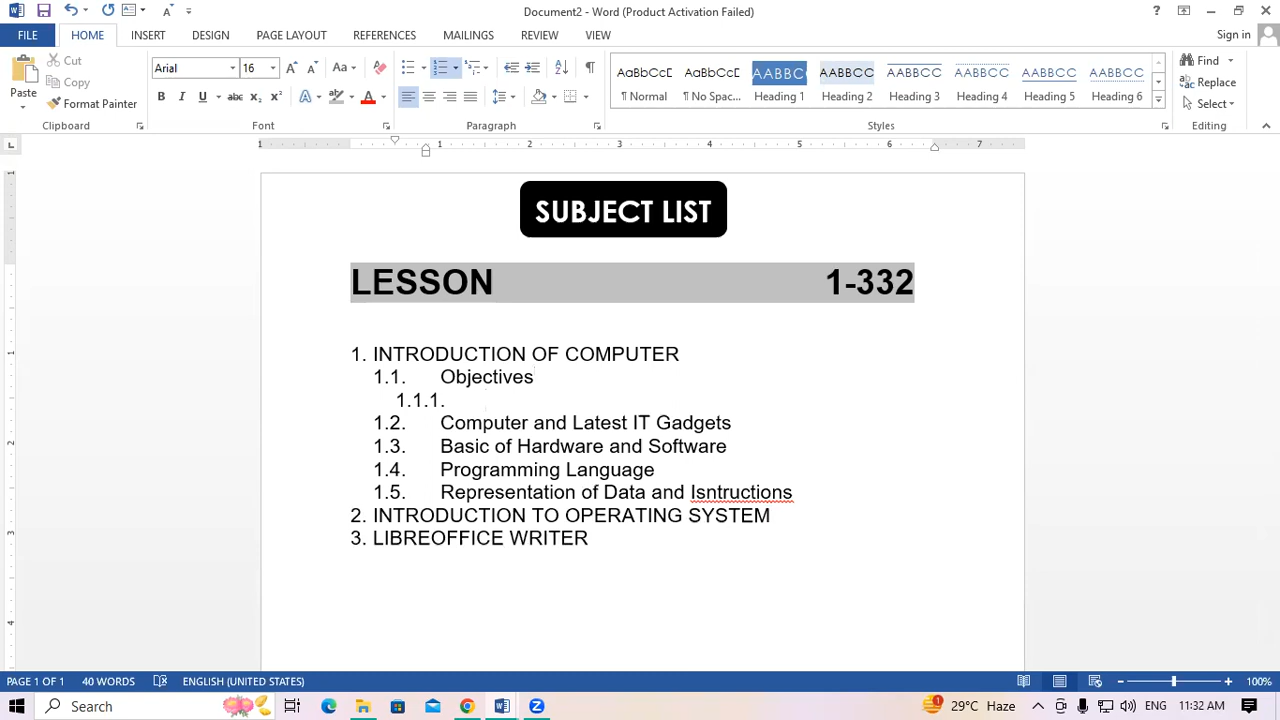 Document2 - Word (Product Activation Failed)
Sign in
FILE HOME INSERT DESIGN PAGE LAYOUT REFERENCES MAILINGS REVIEW VIEW
Cut
Copy
Format Painter
Paste
Clipboard
Arial 16
Font
Paragraph
AaBbCcDc AaBbCcDc AABBCC AABBCC AABBCC AABBCC AABBCC AABBCC
¶ Normal ¶ No Spac... Heading 1 Heading 2 Heading 3 Heading 4 Heading 5 Heading 6
Styles
Find
Replace
Select
Editing
SUBJECT LIST
LESSON 1-332
1. INTRODUCTION OF COMPUTER
1.1. Objectives
1.1.1.
1.2. Computer and Latest IT Gadgets
1.3. Basic of Hardware and Software
1.4. Programming Language
1.5. Representation of Data and Isntructions
2. INTRODUCTION TO OPERATING SYSTEM
3. LIBREOFFICE WRITER
PAGE 1 OF 1 40 WORDS ENGLISH (UNITED STATES) 100%
Search 29°C Haze ENG 11:32 AM